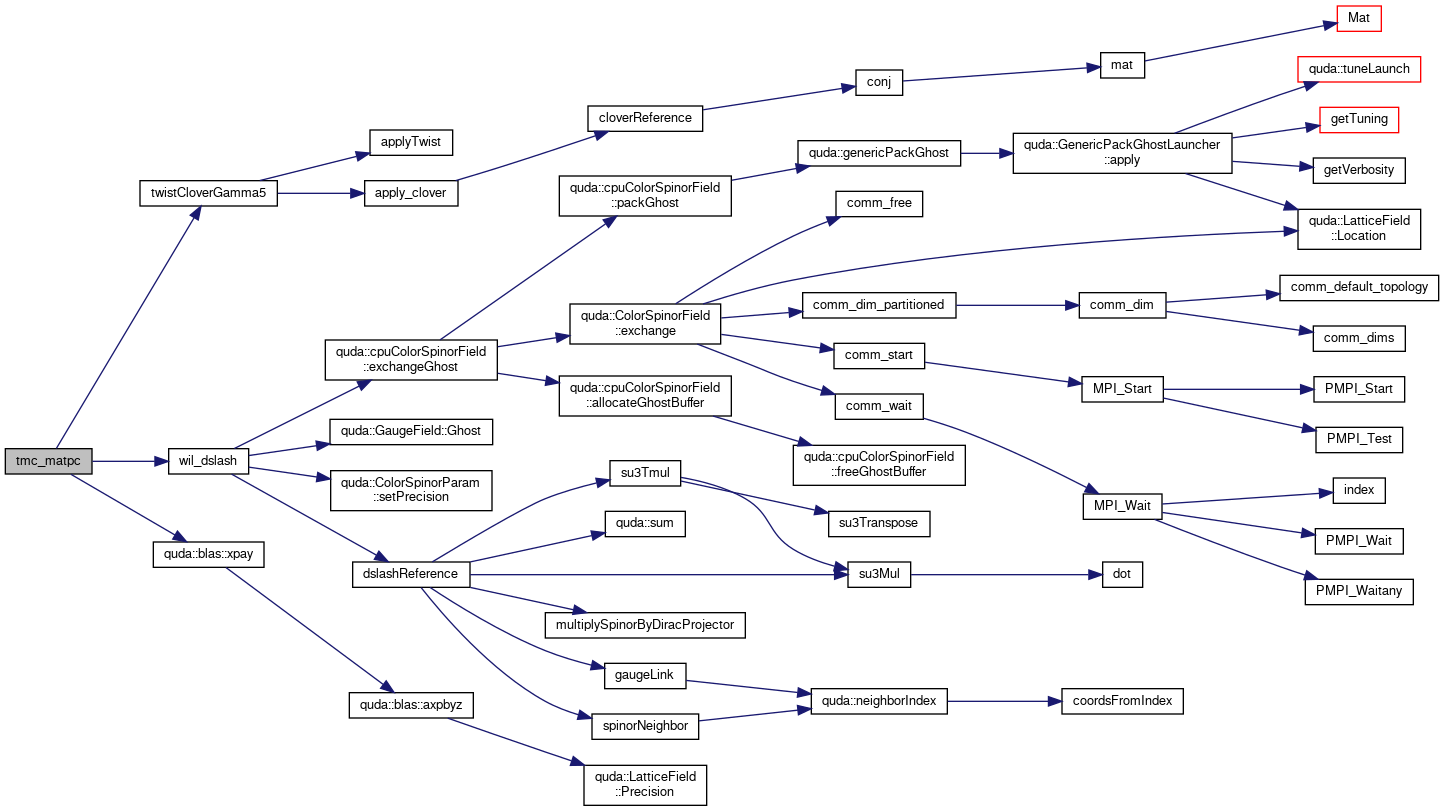 tmc_matpc
twistCloverGamma5
applyTwist
apply_clover
cloverReference
conj
mat
Mat
wil_dslash
quda::cpuColorSpinorField
::exchangeGhost
quda::cpuColorSpinorField
::packGhost
quda::genericPackGhost
quda::GenericPackGhostLauncher
::apply
quda::tuneLaunch
getTuning
getVerbosity
quda::LatticeField
::Location
quda::ColorSpinorField
::exchange
comm_free
comm_dim_partitioned
comm_dim
comm_default_topology
comm_dims
comm_start
MPI_Start
PMPI_Start
PMPI_Test
comm_wait
MPI_Wait
index
PMPI_Wait
PMPI_Waitany
quda::cpuColorSpinorField
::allocateGhostBuffer
quda::cpuColorSpinorField
::freeGhostBuffer
quda::GaugeField::Ghost
quda::ColorSpinorParam
::setPrecision
dslashReference
su3Tmul
su3Transpose
quda::sum
su3Mul
dot
multiplySpinorByDiracProjector
gaugeLink
spinorNeighbor
quda::neighborIndex
coordsFromIndex
quda::blas::xpay
quda::blas::axpbyz
quda::LatticeField
::Precision